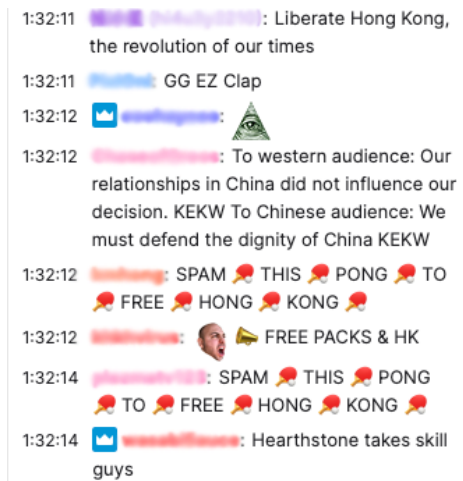 1:32:11 : Liberate Hong Kong,
the revolution of our times
1:32:11 : GG EZ Clap
1:32:12 :
1:32:12 : To western audience: Our
relationships in China did not influence our
decision. KEKW To Chinese audience: We
must defend the dignity of China KEKW
1:32:12 : SPAM 🏓 THIS 🏓 PONG 🏓 TO
🏓 FREE 🏓 HONG 🏓 KONG 🏓
1:32:12 : FREE PACKS & HK
1:32:14 : SPAM 🏓 THIS 🏓 PONG
🏓 TO 🏓 FREE 🏓 HONG 🏓 KONG 🏓
1:32:14 : Hearthstone takes skill
guys